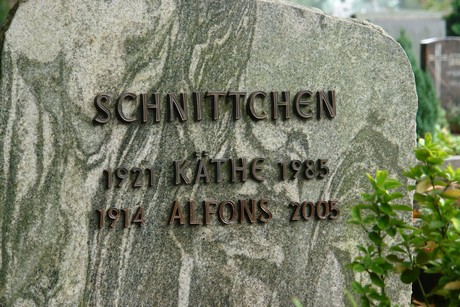 SCHNITTCHEN
1921 KÄTHE 1985
1914 ALFONS 2005